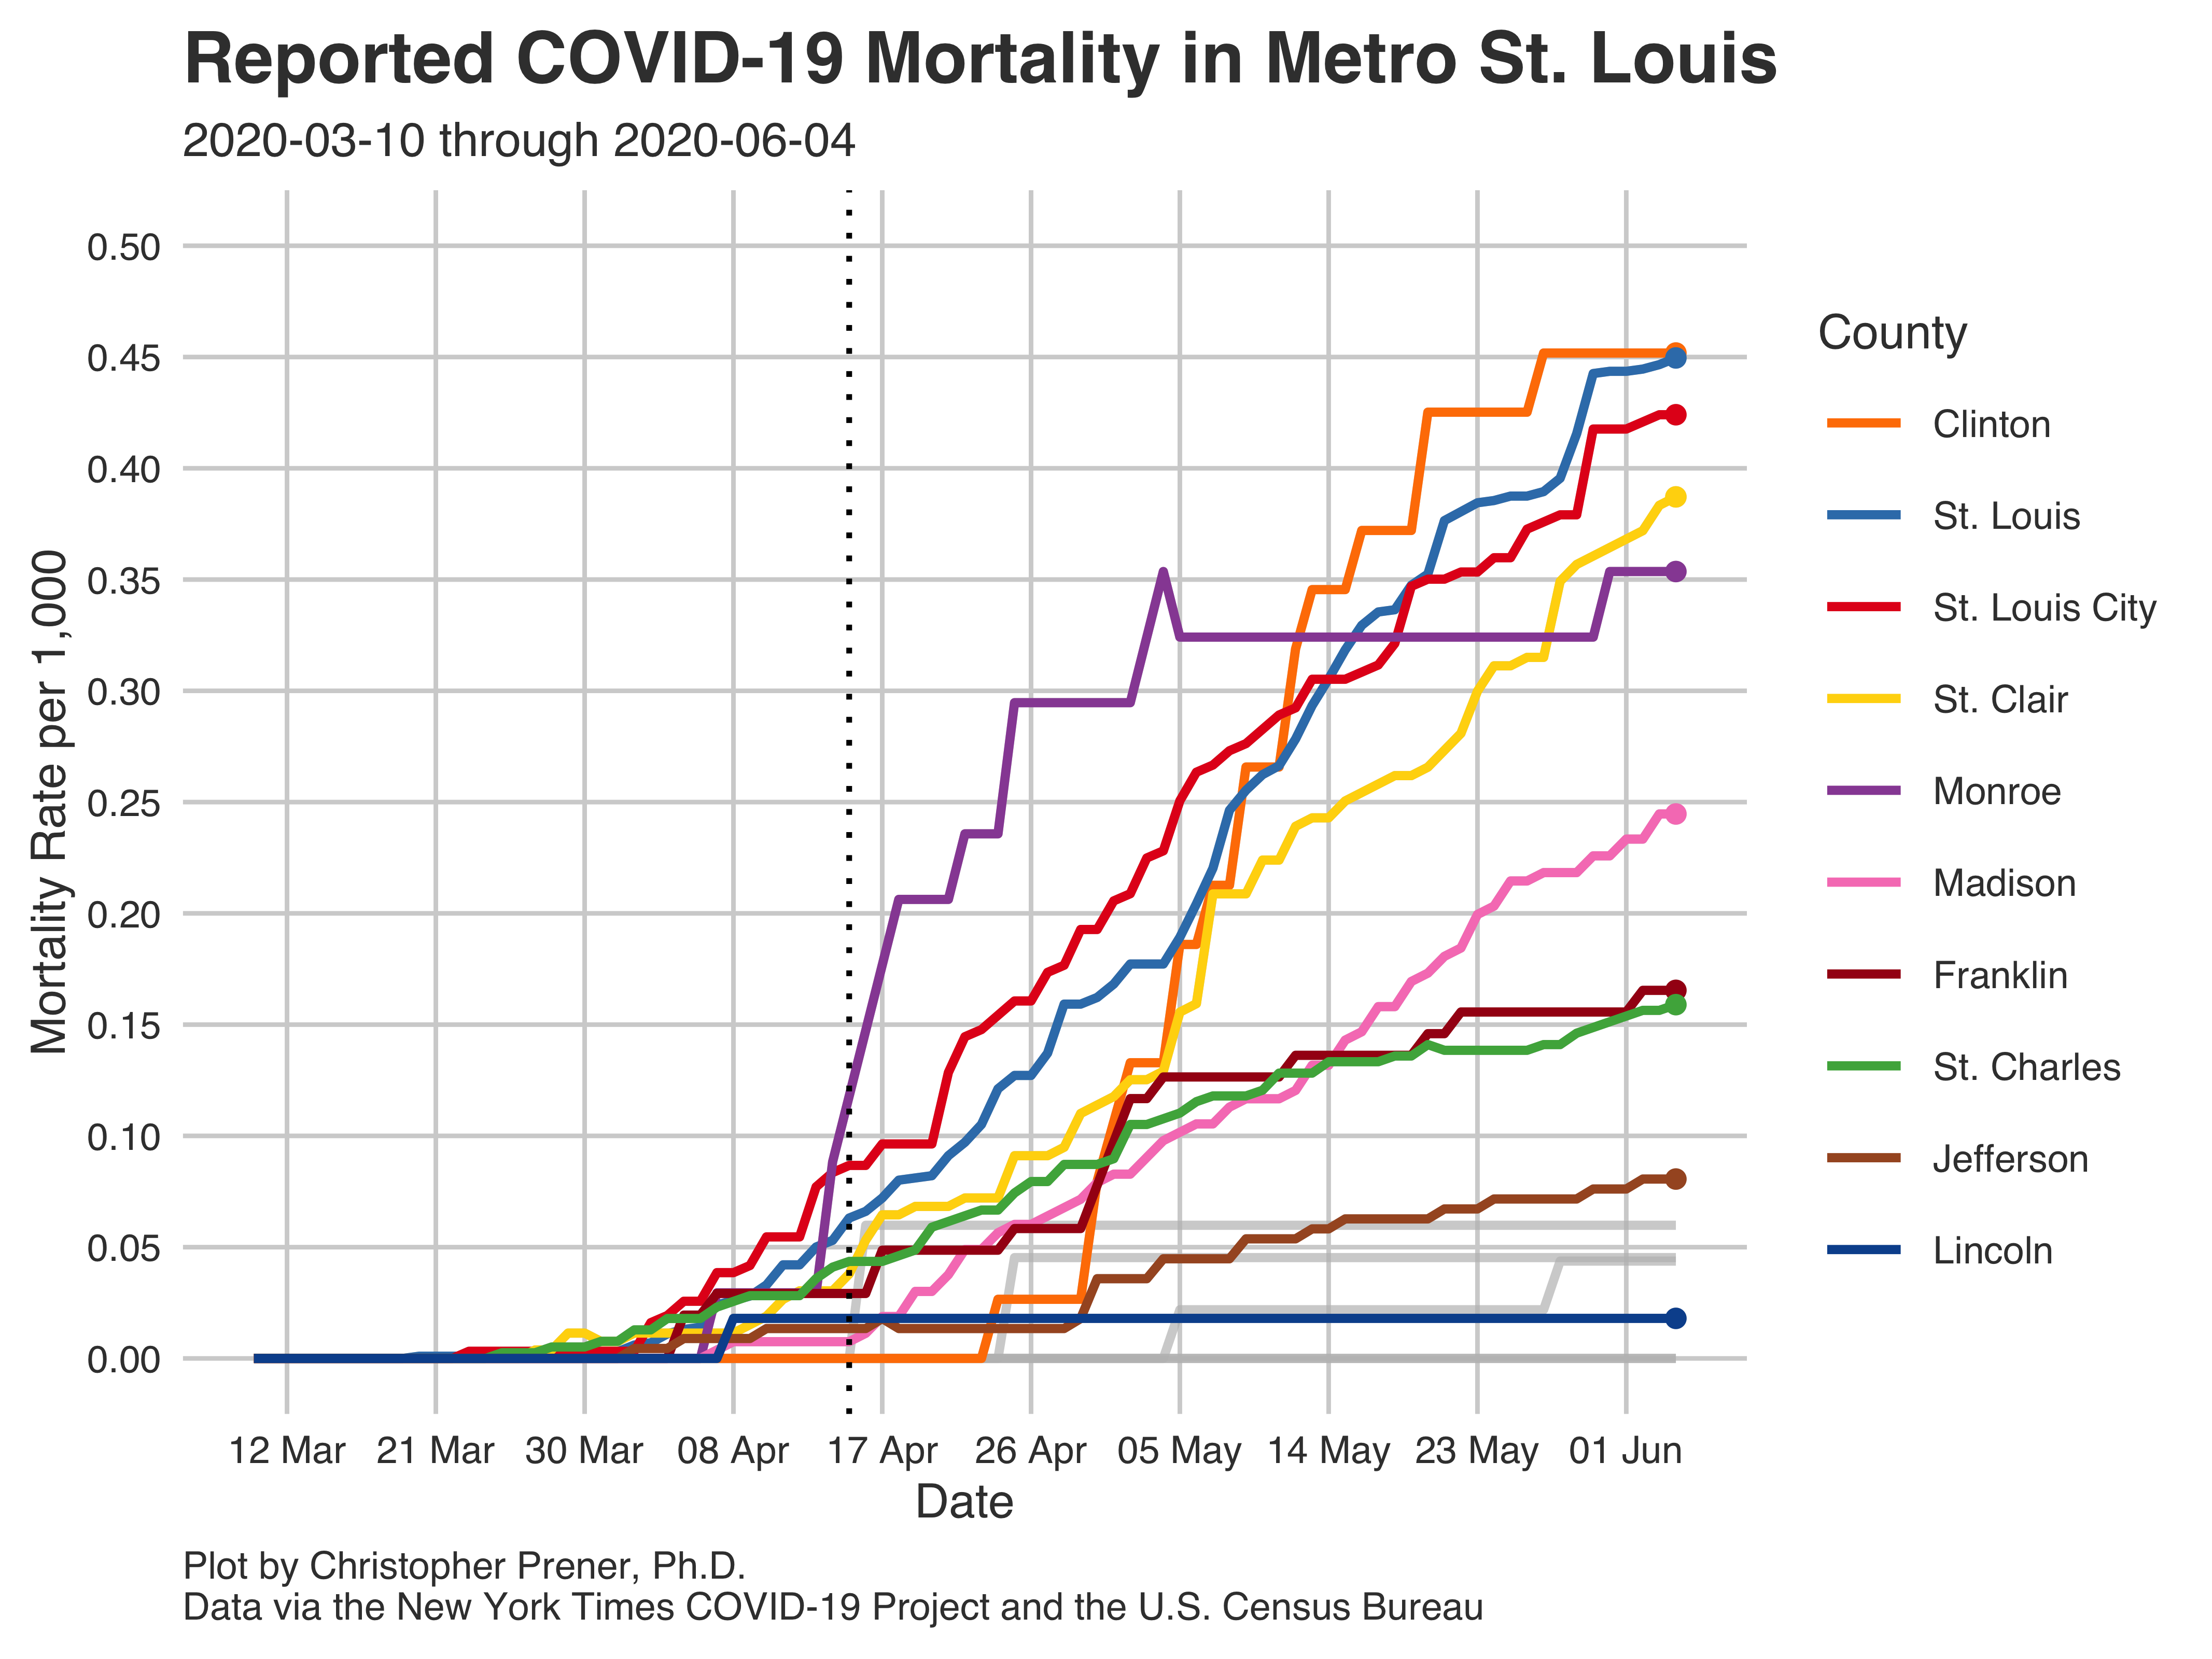 Reported COVID-19 Mortality in Metro St. Louis
2020-03-10 through 2020-06-04
Mortality Rate per 1,000
0.50
0.45
0.40
0.35
0.30
0.25
0.20
0.15
0.10
0.05
0.00
12 Mar 21 Mar 30 Mar 08 Apr 17 Apr 26 Apr 05 May 14 May 23 May 01 Jun
Date
County
Clinton
St. Louis
St. Louis City
St. Clair
Monroe
Madison
Franklin
St. Charles
Jefferson
Lincoln
Plot by Christopher Prener, Ph.D.
Data via the New York Times COVID-19 Project and the U.S. Census Bureau